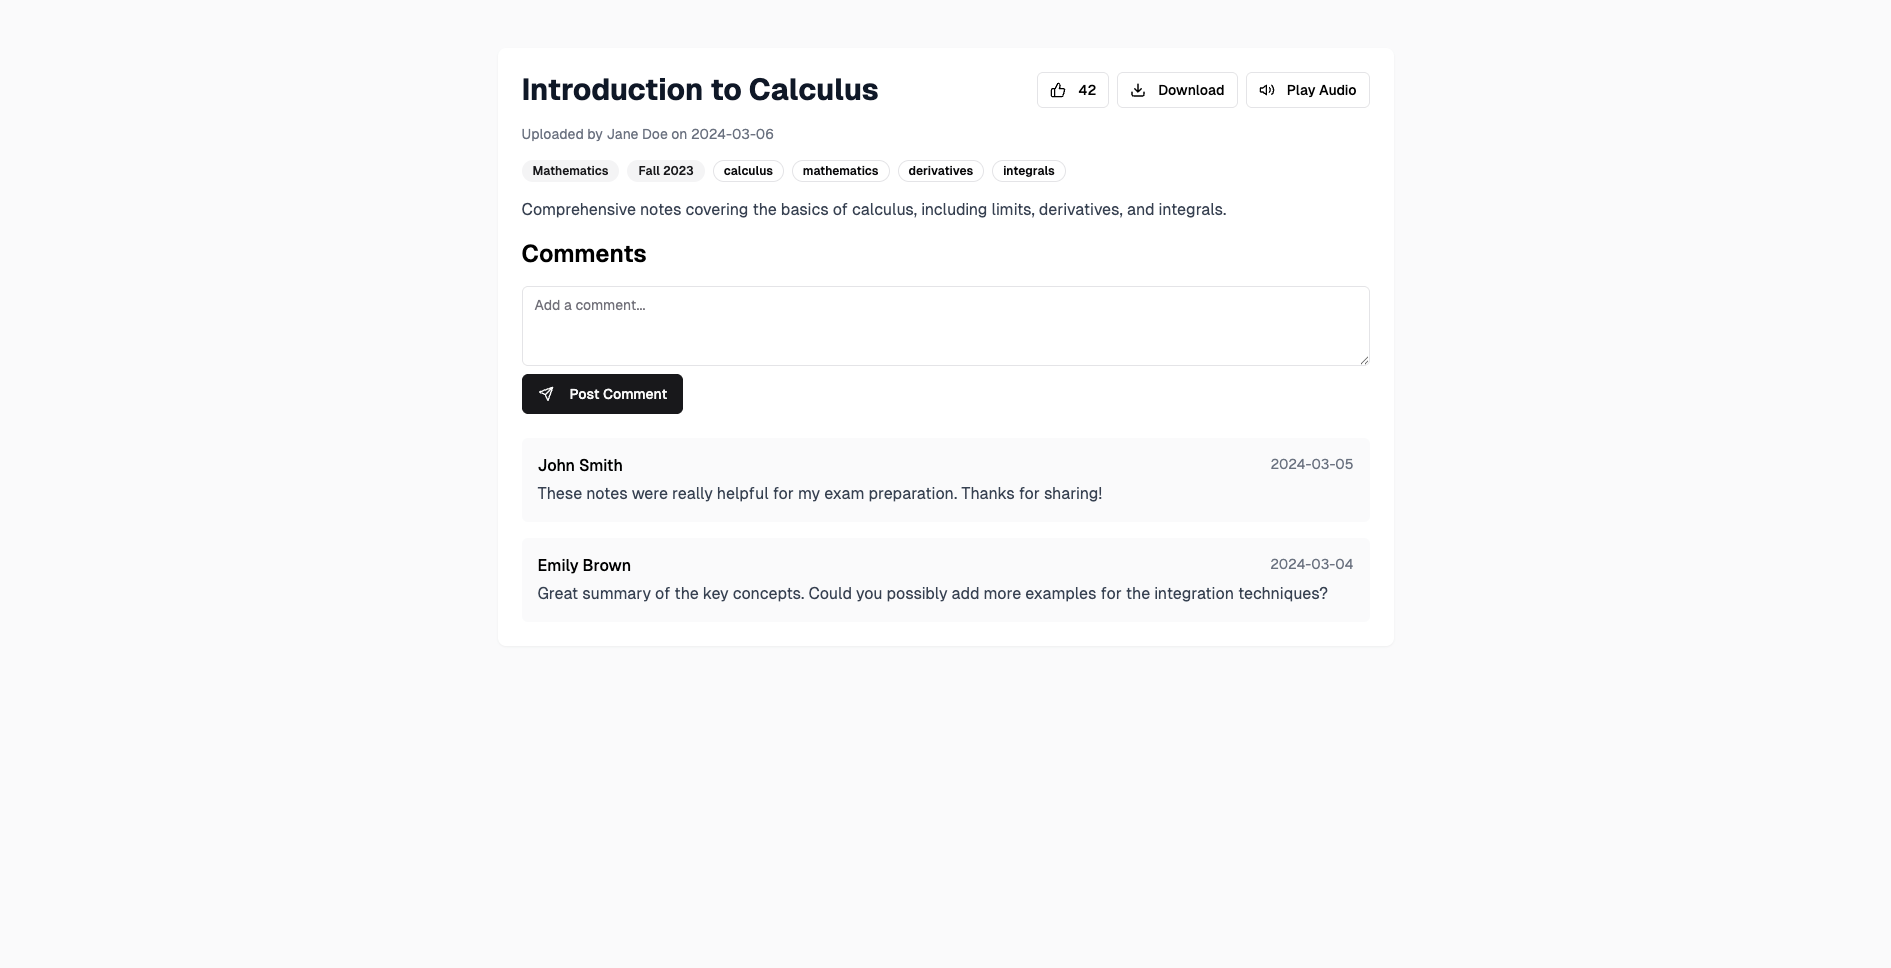 Introduction to Calculus
42
Download
Play Audio
Uploaded by Jane Doe on 2024-03-06
Mathematics
Fall 2023
calculus
mathematics
derivatives
integrals
Comprehensive notes covering the basics of calculus, including limits, derivatives, and integrals.
Comments
Add a comment...
Post Comment
John Smith
2024-03-05
These notes were really helpful for my exam preparation. Thanks for sharing!
Emily Brown
2024-03-04
Great summary of the key concepts. Could you possibly add more examples for the integration techniques?